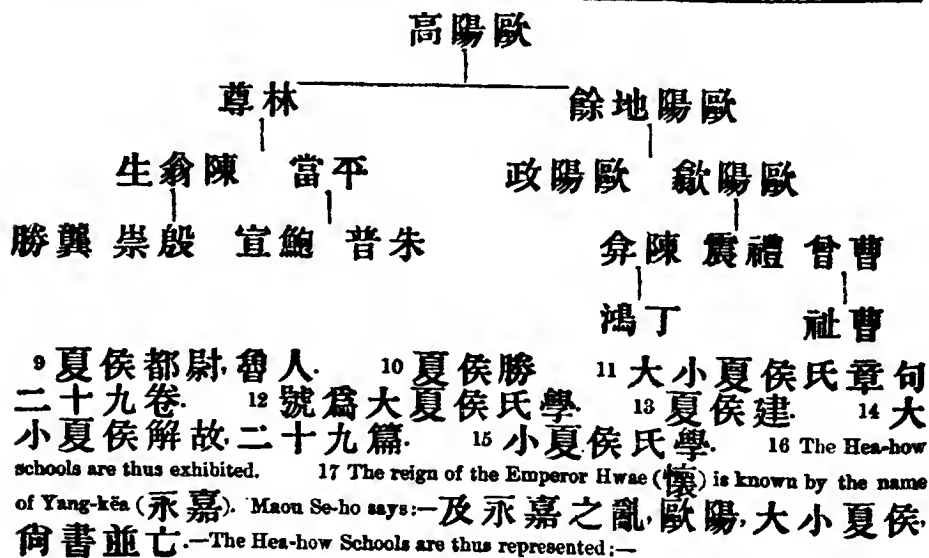 歐陽高
歐陽地餘 林尊
歐陽歙 歐陽政 平當 陳翁生
曹曾 禮震 陳弇 朱普 鮑宣 殷崇 龔勝
曹祉 丁鴻
9 夏侯都尉, 魯人. 10 夏侯勝 11 大小夏侯氏章句
二十九卷. 12 號爲大夏侯氏學. 13 夏侯建. 14 大
小夏侯解故, 二十九篇. 15 小夏侯氏學. 16 The Hea-how
schools are thus exhibited. 17 The reign of the Emperor Hwae (懷) is known by the name
of Yang-këa (永嘉). Maou Se-ho says:—及永嘉之亂, 歐陽, 大小夏侯,
尙書並亡.—The Hea-how Schools are thus represented:—